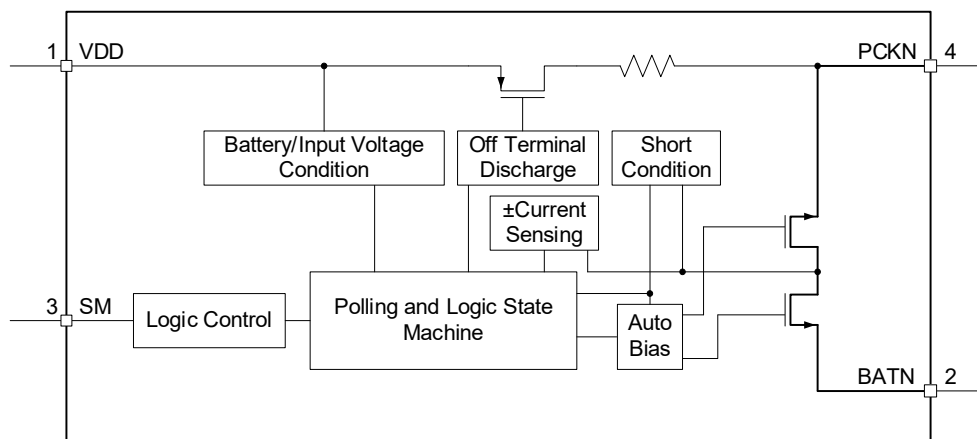 1 VDD
PCKN 4
Battery/Input Voltage
Condition
Off Terminal
Discharge
Short
Condition
±Current
Sensing
3 SM
Logic Control
Polling and Logic State
Machine
Auto
Bias
BATN 2